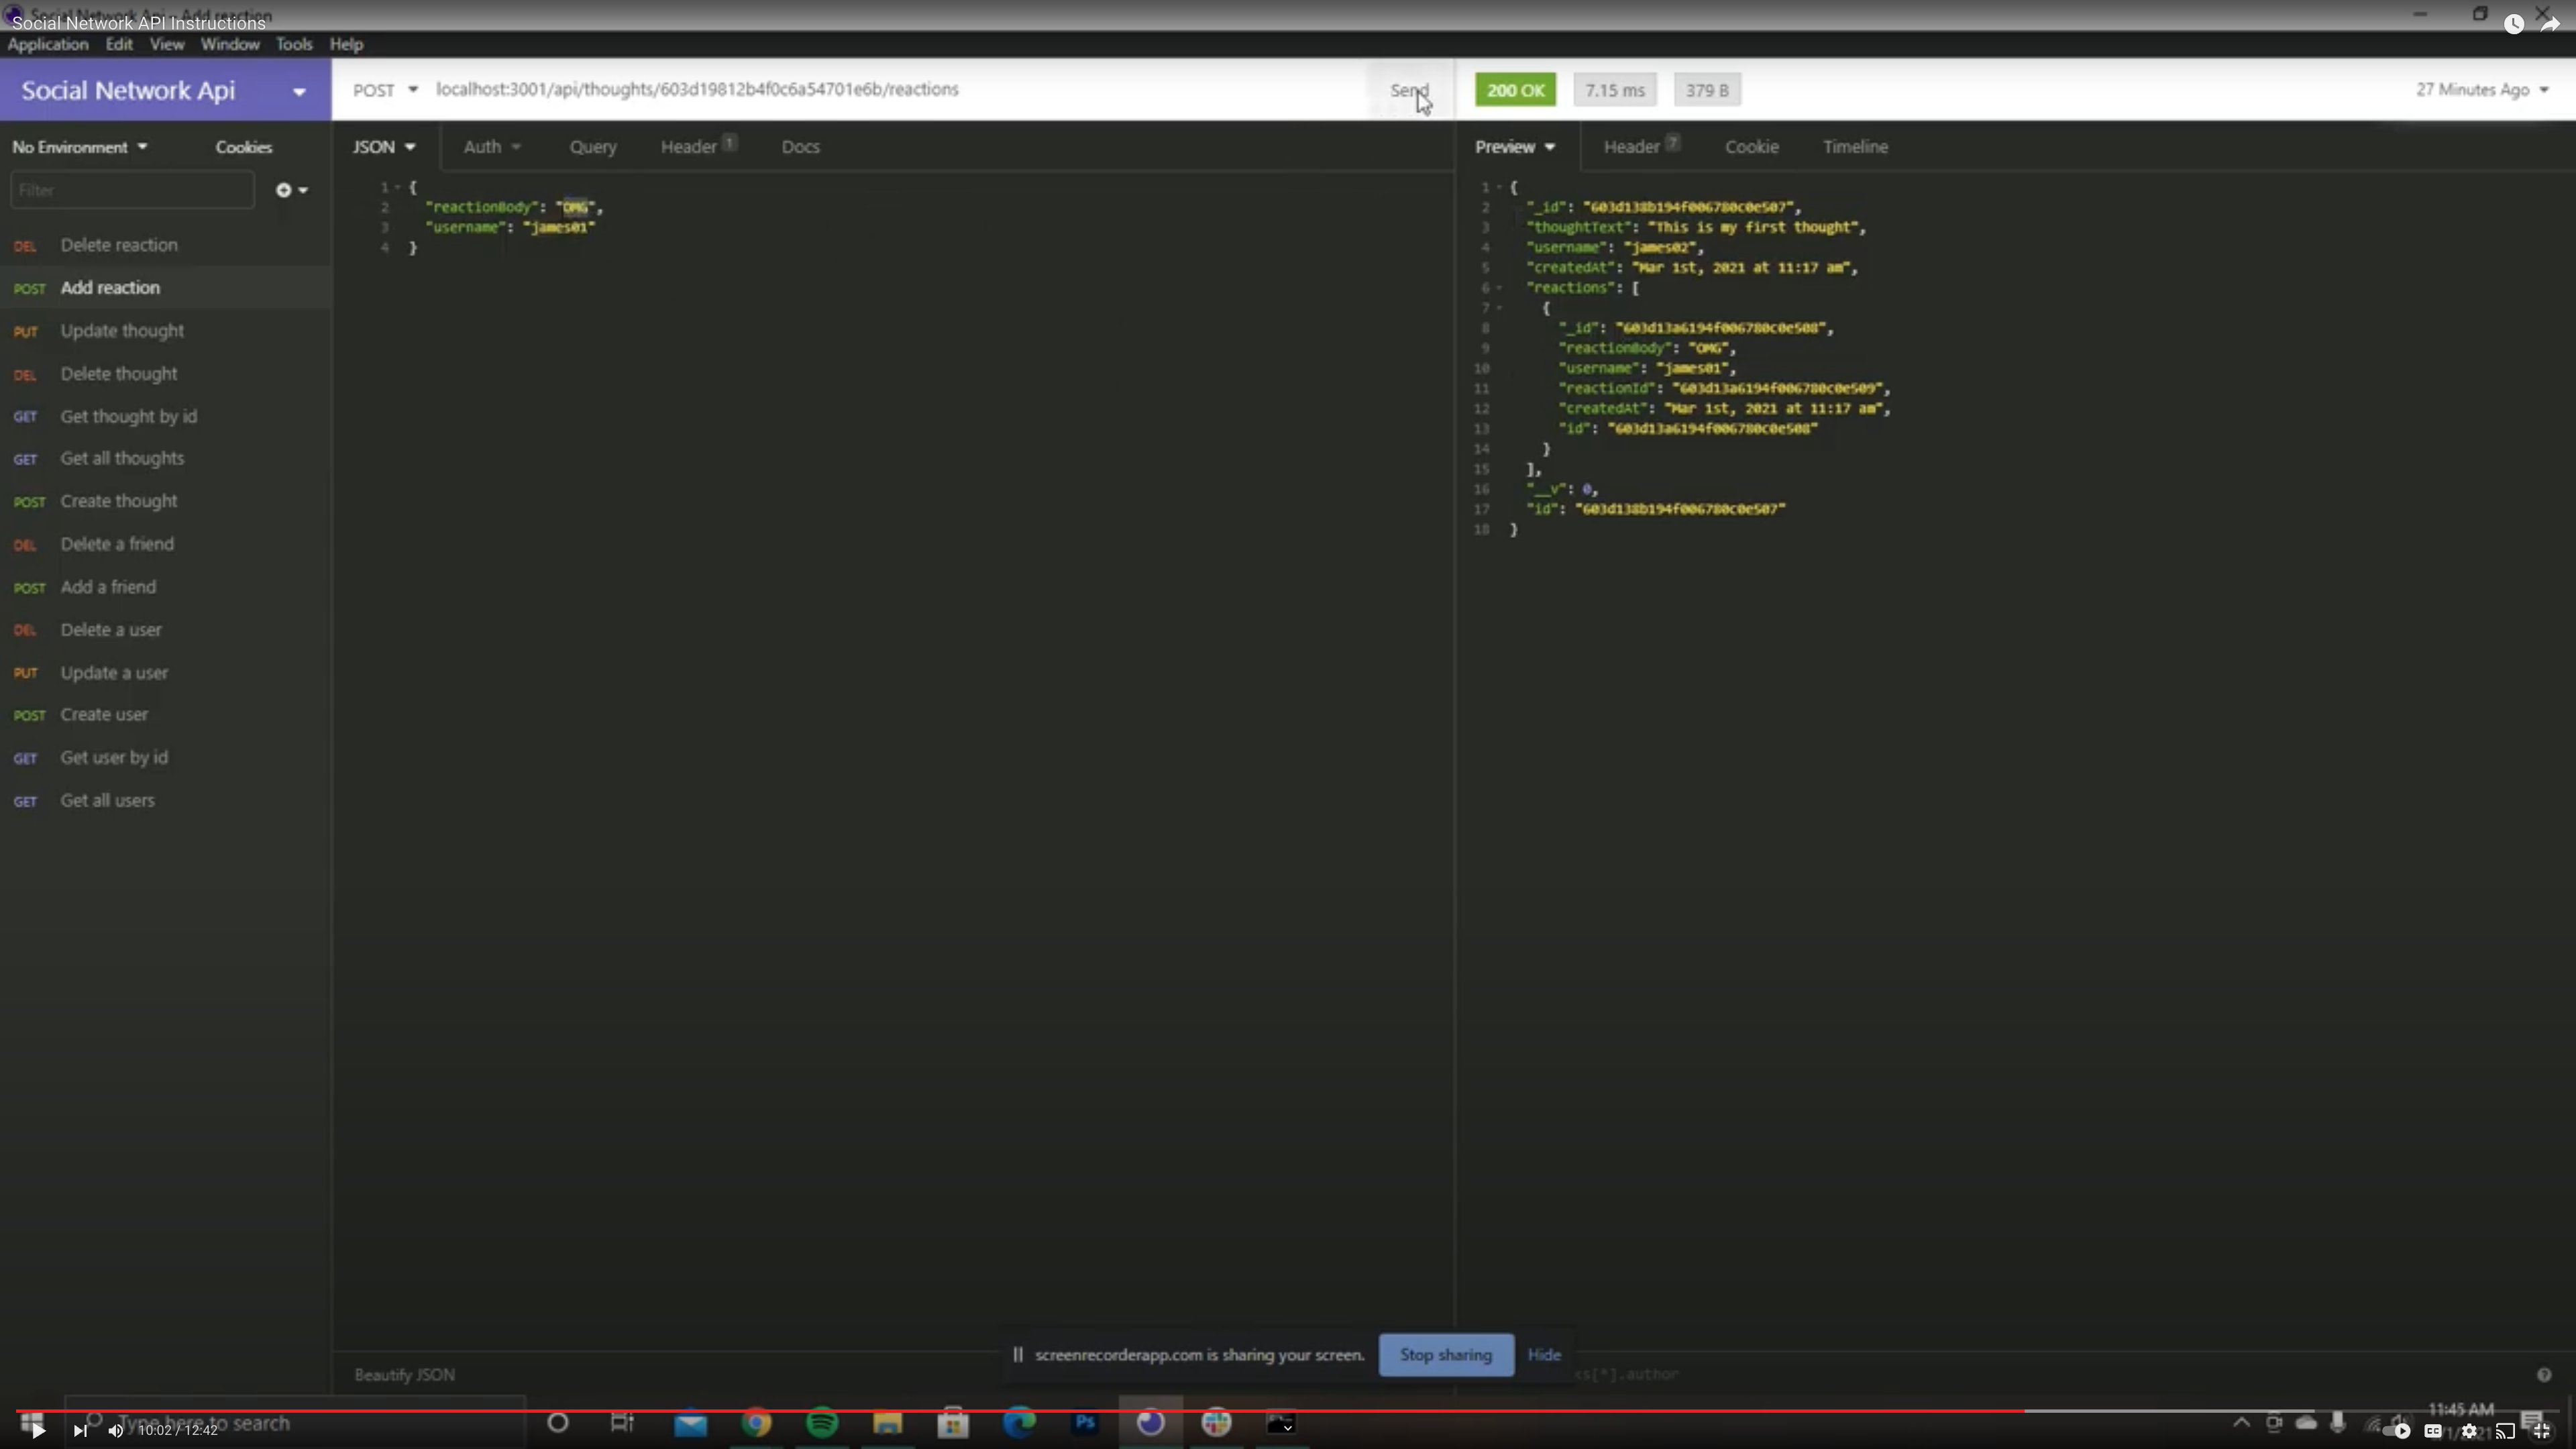 Social Network API Instructions
Application Edit View Window Tools Help
Social Network Api
POST localhost:3001/api/thoughts/603d19812b4f0c6a54701e6b/reactions Send 200 OK 7.15 ms 379 B 27 Minutes Ago
No Environment Cookies JSON Auth Query Header 1 Docs Preview Header 7 Cookie Timeline
Filter
DEL Delete reaction
POST Add reaction
PUT Update thought
DEL Delete thought
GET Get thought by id
GET Get all thoughts
POST Create thought
DEL Delete a friend
POST Add a friend
DEL Delete a user
PUT Update a user
POST Create user
GET Get user by id
GET Get all users
1 {
2 "reactionBody": "OMG",
3 "username": "james01"
4 }
1 {
2 "_id": "603d138b194f006780c0e507",
3 "thoughtText": "This is my first thought",
4 "username": "james02",
5 "createdAt": "Mar 1st, 2021 at 11:17 am",
6 "reactions": [
7 {
8 "_id": "603d13a6194f006780c0e508",
9 "reactionBody": "OMG",
10 "username": "james01",
11 "reactionId": "603d13a6194f006780c0e509",
12 "createdAt": "Mar 1st, 2021 at 11:17 am",
13 "id": "603d13a6194f006780c0e508"
14 }
15 ],
16 "__v": 0,
17 "id": "603d138b194f006780c0e507"
18 }
screenrecorderapp.com is sharing your screen. Stop sharing Hide
Beautify JSON
s[*].author
Type here to search
Ps
11:45 AM
10:02 / 12:42
CC